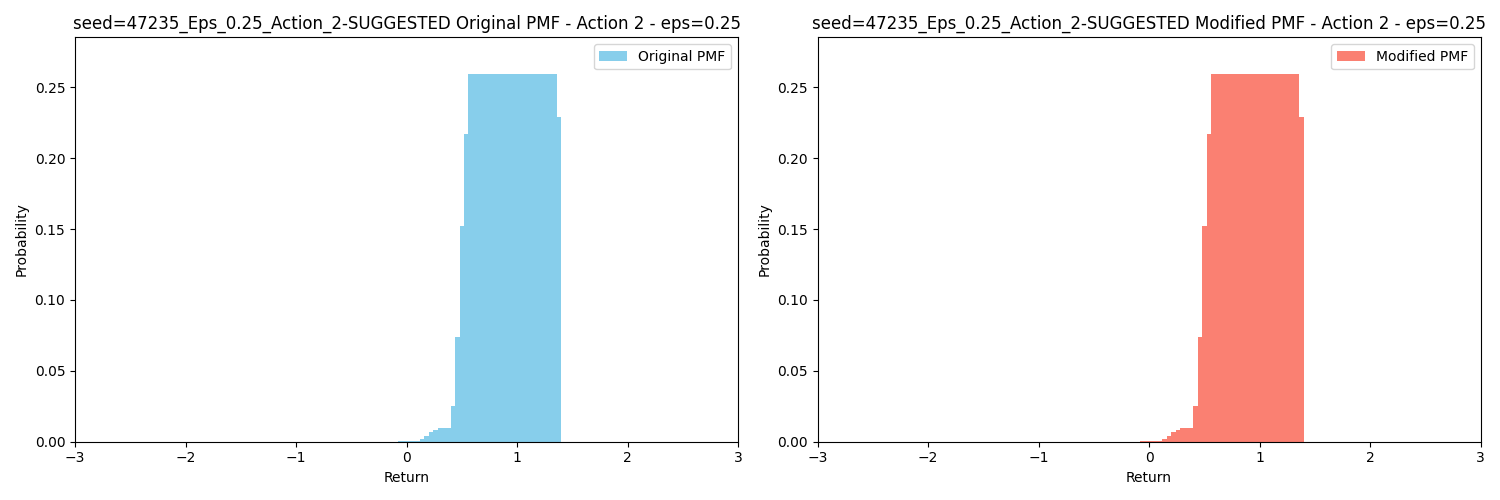 seed=47235_Eps_0.25_Action_2-SUGGESTED Original PMF - Action 2 - eps=0.25
Original PMF
Probability
0.25
0.20
0.15
0.10
0.05
0.00
−3 −2 −1 0 1 2 3
Return
seed=47235_Eps_0.25_Action_2-SUGGESTED Modified PMF - Action 2 - eps=0.25
Modified PMF
Probability
0.25
0.20
0.15
0.10
0.05
0.00
−3 −2 −1 0 1 2 3
Return